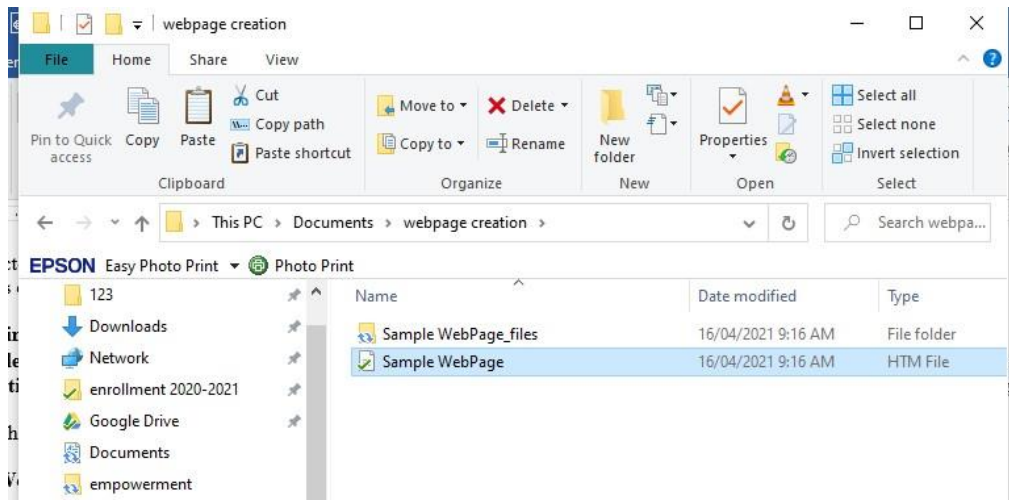 webpage creation
File Home Share View
Pin to Quick access
Copy
Paste
Cut
Copy path
Paste shortcut
Clipboard
Move to
Copy to
Delete
Rename
Organize
New folder
New
Properties
Open
Select all
Select none
Invert selection
Select
This PC > Documents > webpage creation >
Search webpa...
EPSON Easy Photo Print Photo Print
123
Downloads
Network
enrollment 2020-2021
Google Drive
Documents
empowerment
Name Date modified Type
Sample WebPage_files 16/04/2021 9:16 AM File folder
Sample WebPage 16/04/2021 9:16 AM HTM File